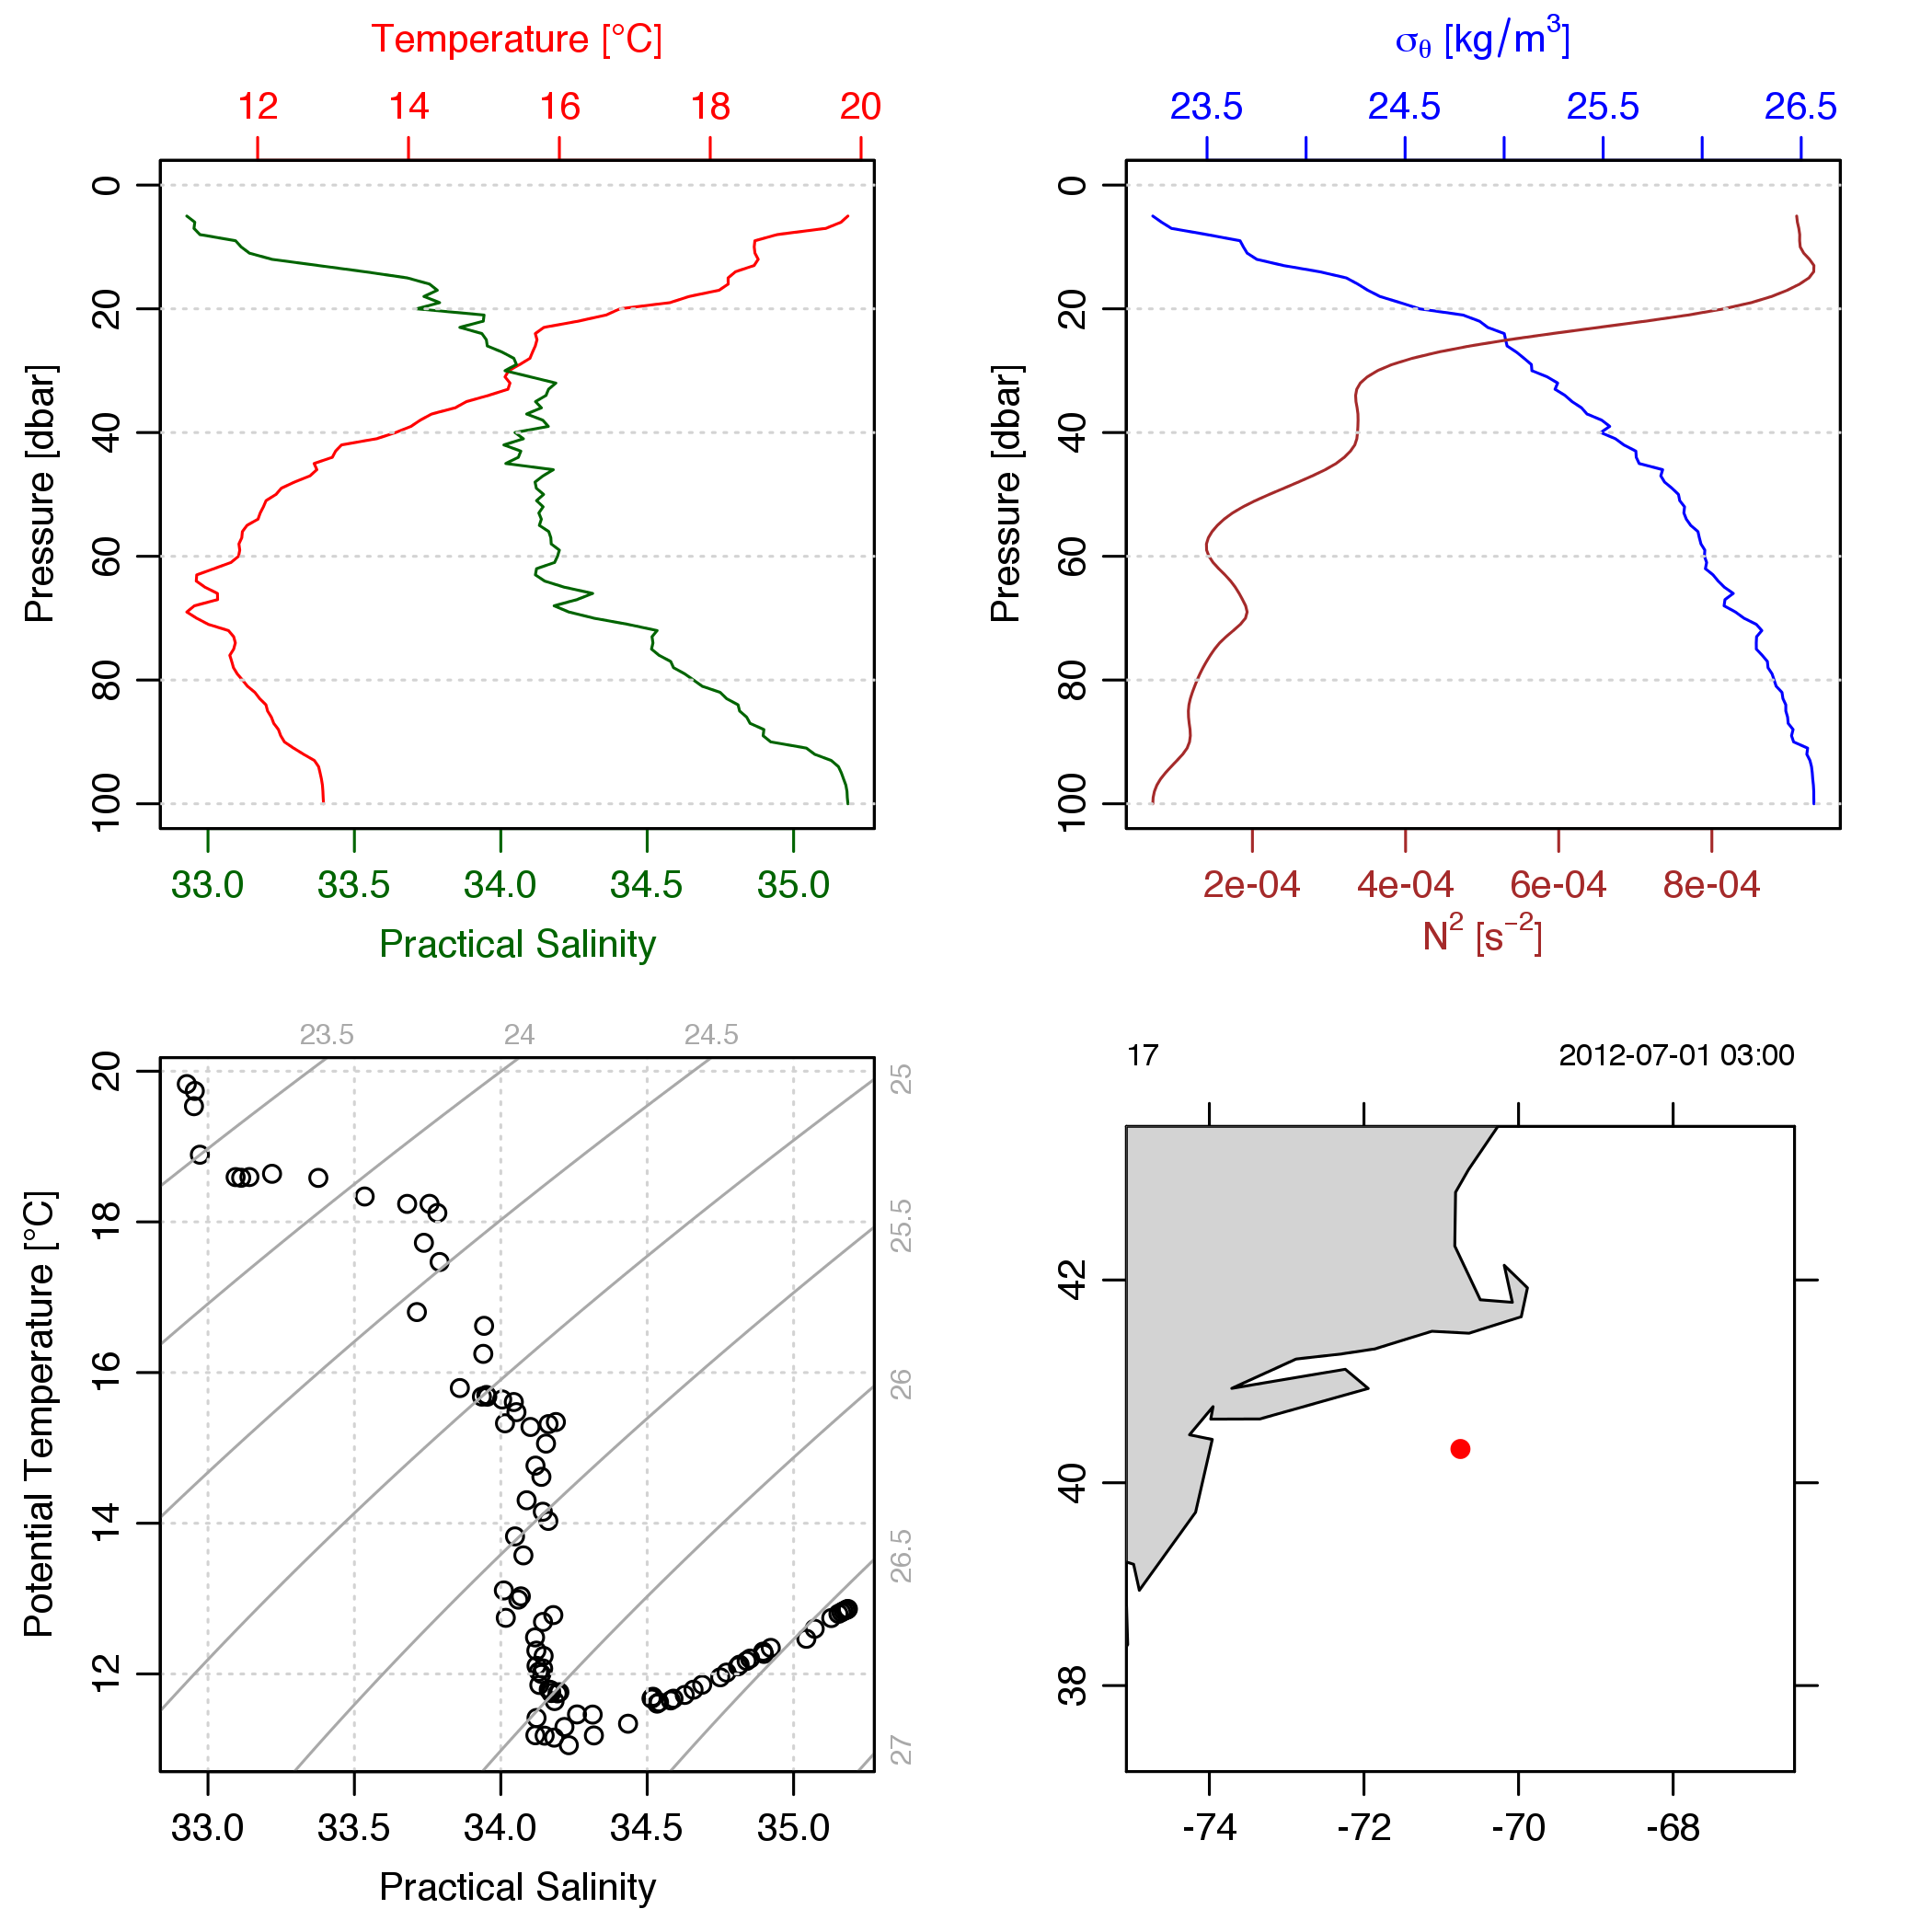 Temperature [°C]
12 14 16 18 20
0
20
40
60
80
100
Pressure [dbar]
33.0 33.5 34.0 34.5 35.0
Practical Salinity
σθ [kg/m³]
23.5 24.5 25.5 26.5
0
20
40
60
80
100
Pressure [dbar]
2e-04 4e-04 6e-04 8e-04
N² [s⁻²]
23.5 24 24.5
25
25.5
26
26.5
27
20
18
16
14
12
Potential Temperature [°C]
33.0 33.5 34.0 34.5 35.0
Practical Salinity
17 2012-07-01 03:00
42
40
38
-74 -72 -70 -68